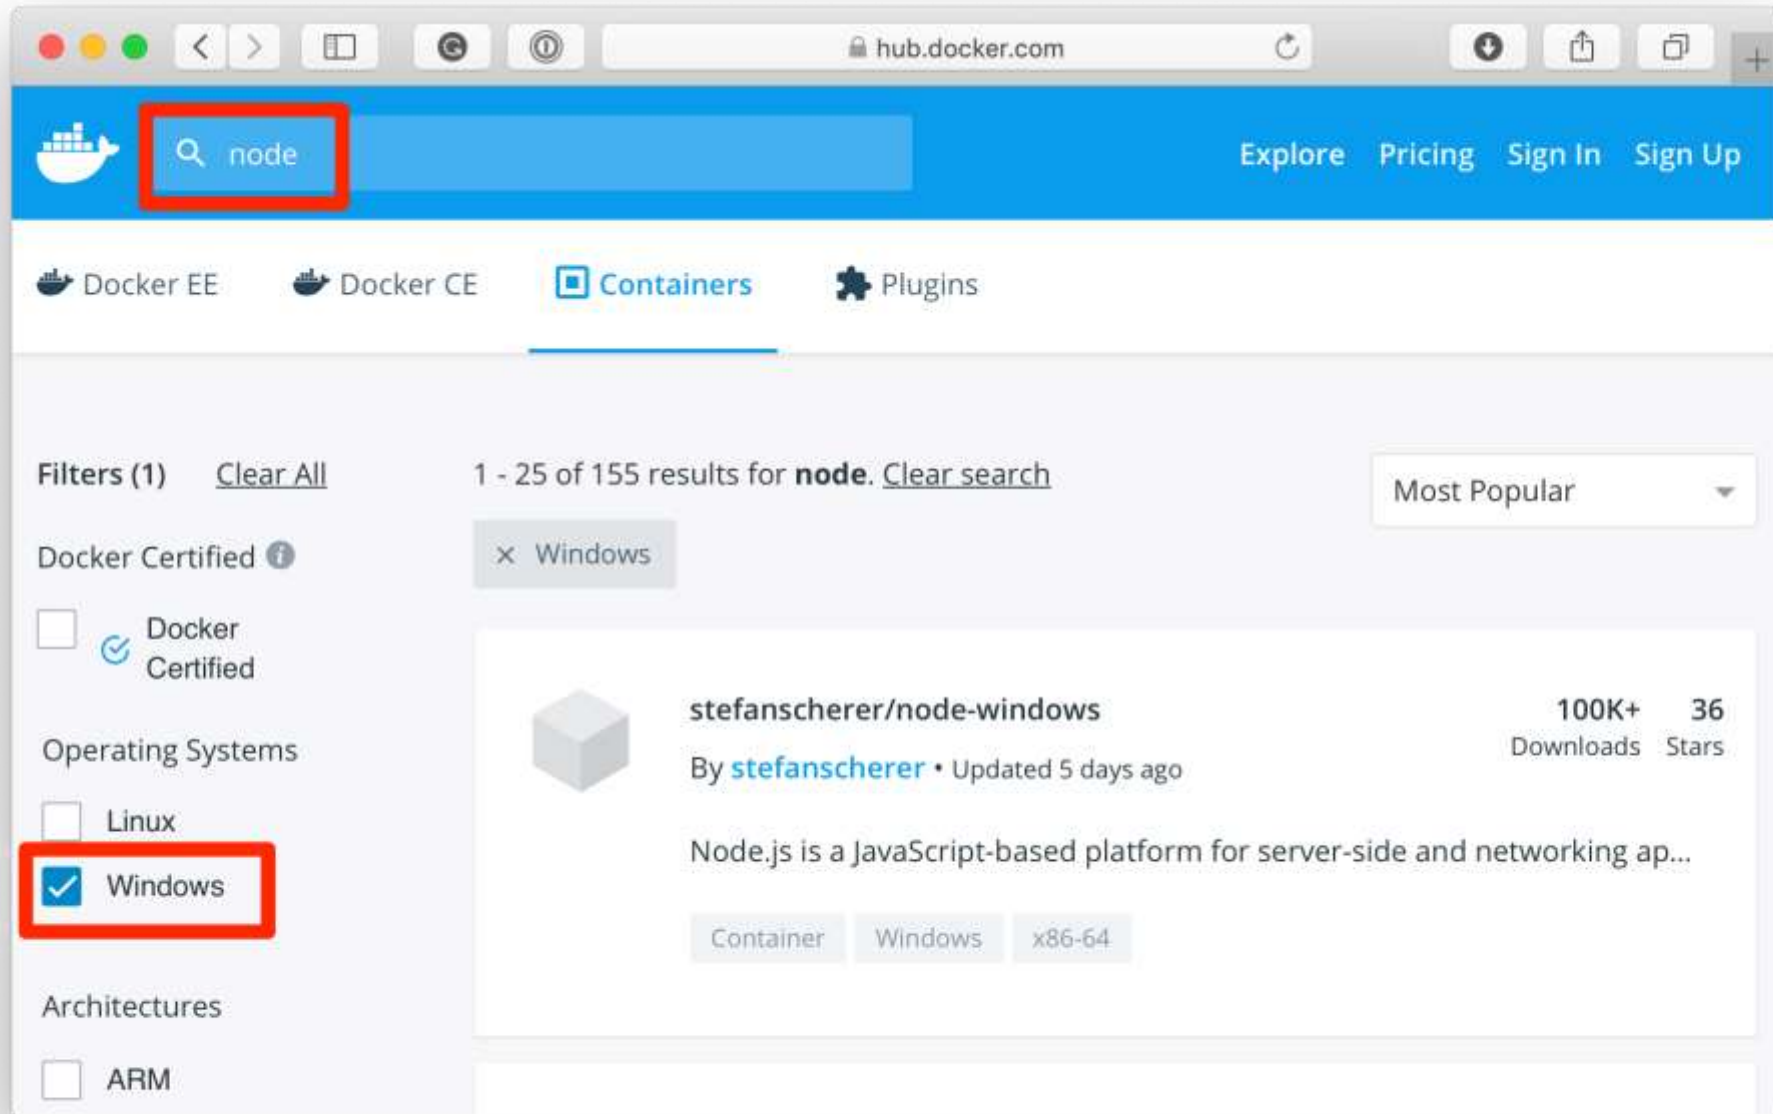 hub.docker.com
node
Explore Pricing Sign In Sign Up
Docker EE Docker CE Containers Plugins
Filters (1) Clear All
1 - 25 of 155 results for node. Clear search
Most Popular
Docker Certified
× Windows
Docker
Certified
stefanscherer/node-windows
100K+ 36
Downloads Stars
By stefanscherer • Updated 5 days ago
Node.js is a JavaScript-based platform for server-side and networking ap...
Container Windows x86-64
Operating Systems
Linux
Windows
Architectures
ARM